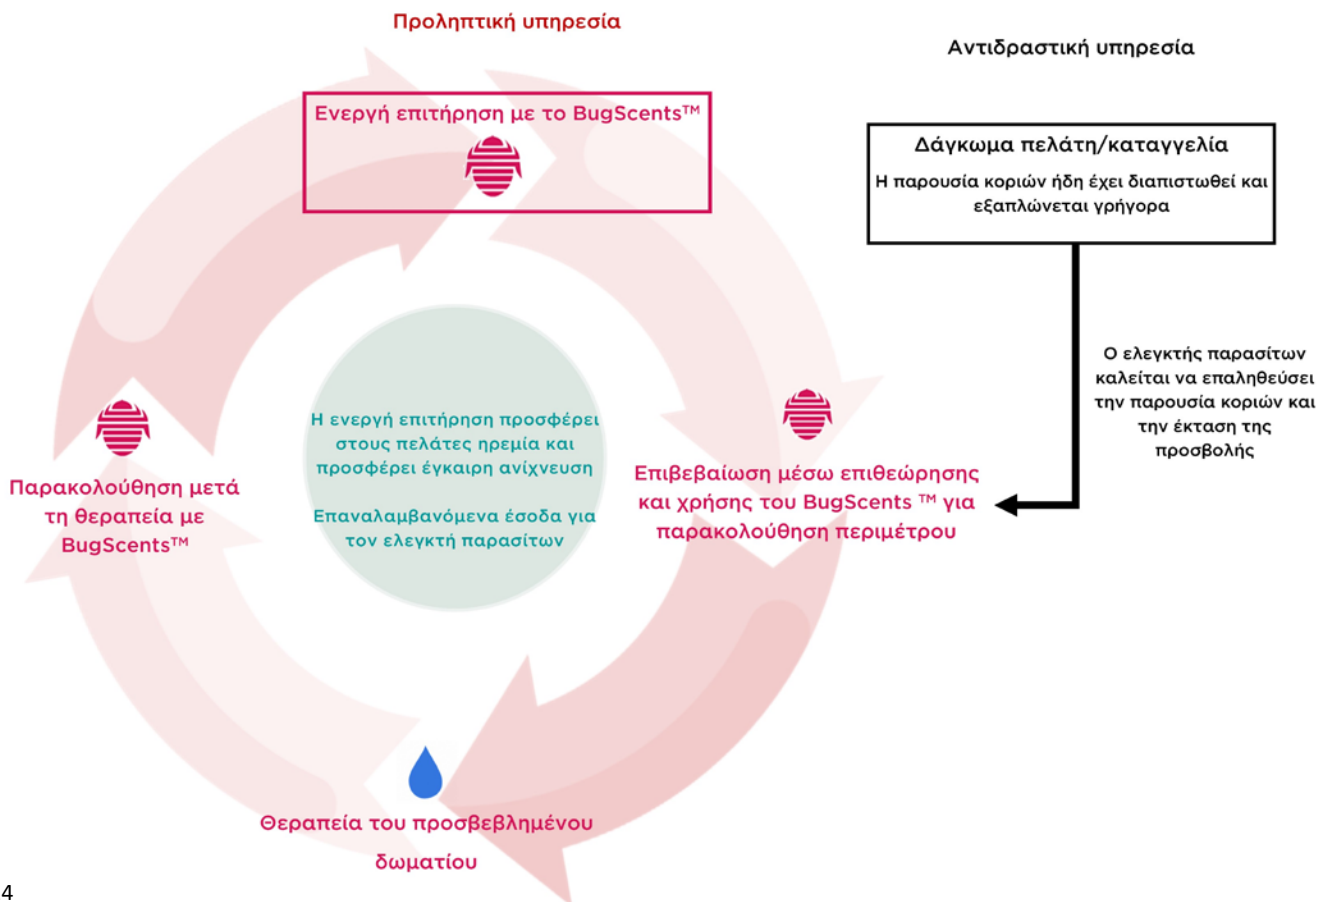 Προληπτική υπηρεσία
Αντιδραστική υπηρεσία
Ενεργή επιτήρηση με το BugScents™
Δάγκωμα πελάτη/καταγγελία
Η παρουσία κοριών ήδη έχει διαπιστωθεί και
εξαπλώνεται γρήγορα
Ο ελεγκτής παρασίτων
καλείται να επαληθεύσει
την παρουσία κοριών και
την έκταση της
προσβολής
Η ενεργή επιτήρηση προσφέρει
στους πελάτες ηρεμία και
προσφέρει έγκαιρη ανίχνευση
Επαναλαμβανόμενα έσοδα για
τον ελεγκτή παρασίτων
Επιβεβαίωση μέσω επιθεώρησης
και χρήσης του BugScents ™ για
παρακολούθηση περιμέτρου
Παρακολούθηση μετά
τη θεραπεία με
BugScents™
Θεραπεία του προσβεβλημένου
δωματίου
4